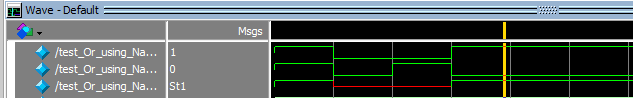 Wave - Default
Msgs
/test_Or_using_Na... 1
/test_Or_using_Na... 0
/test_Or_using_Na... St1